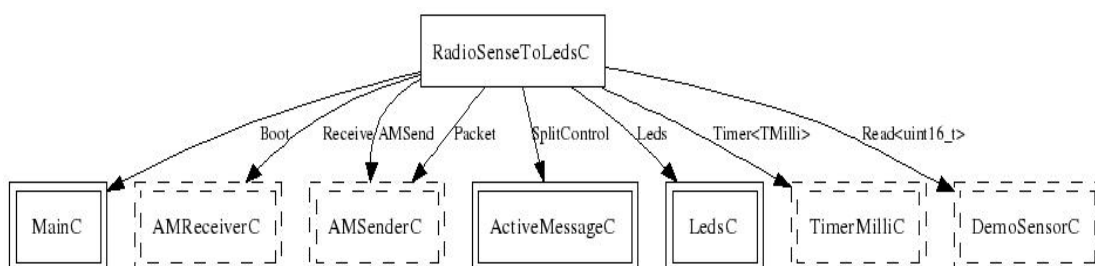 RadioSenseToLedsC
Boot Receive AMSend Packet SplitControl Leds Timer<TMilli> Read<uint16_t>
MainC AMReceiverC AMSenderC ActiveMessageC LedsC TimerMilliC DemoSensorC